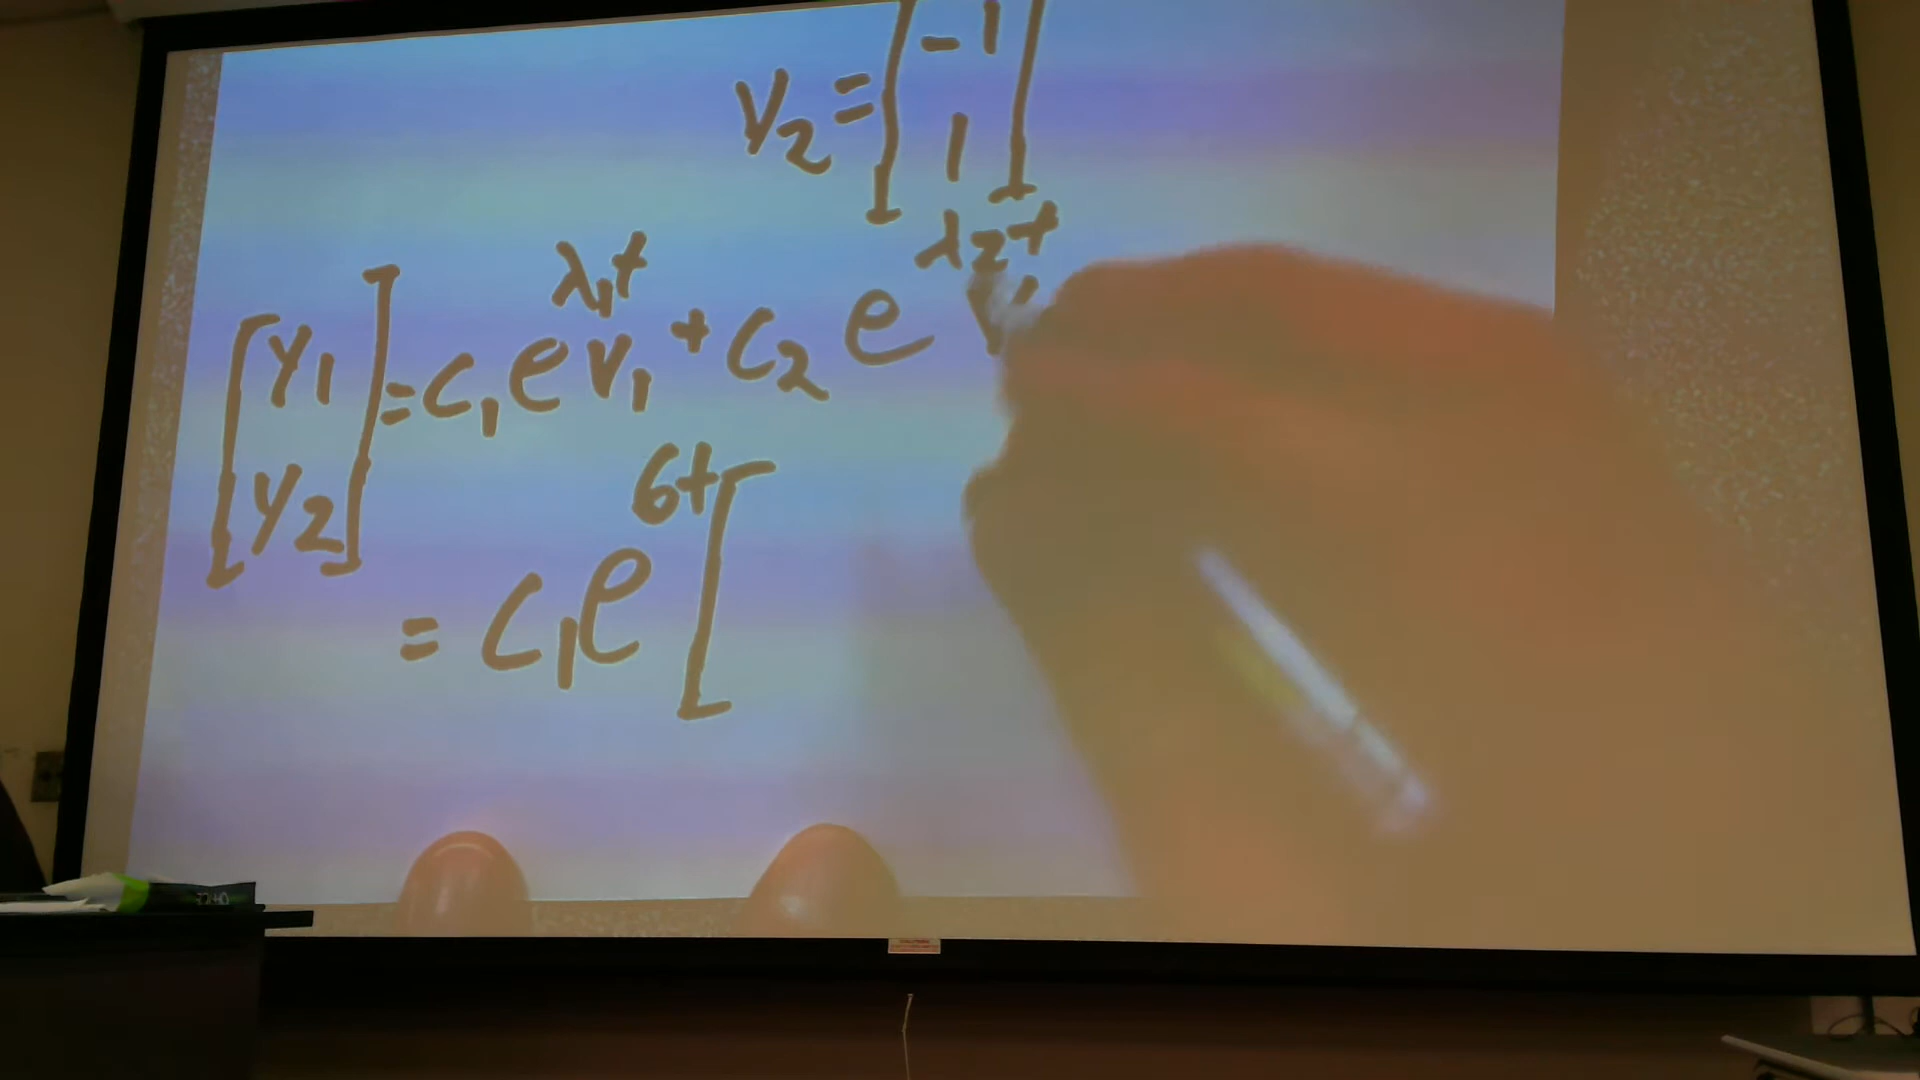 v₂ = [-1
1]
[y₁
y₂] = c₁ e^λ₁t v₁ + c₂ e^λ₂t v
= c₁ e^6t [